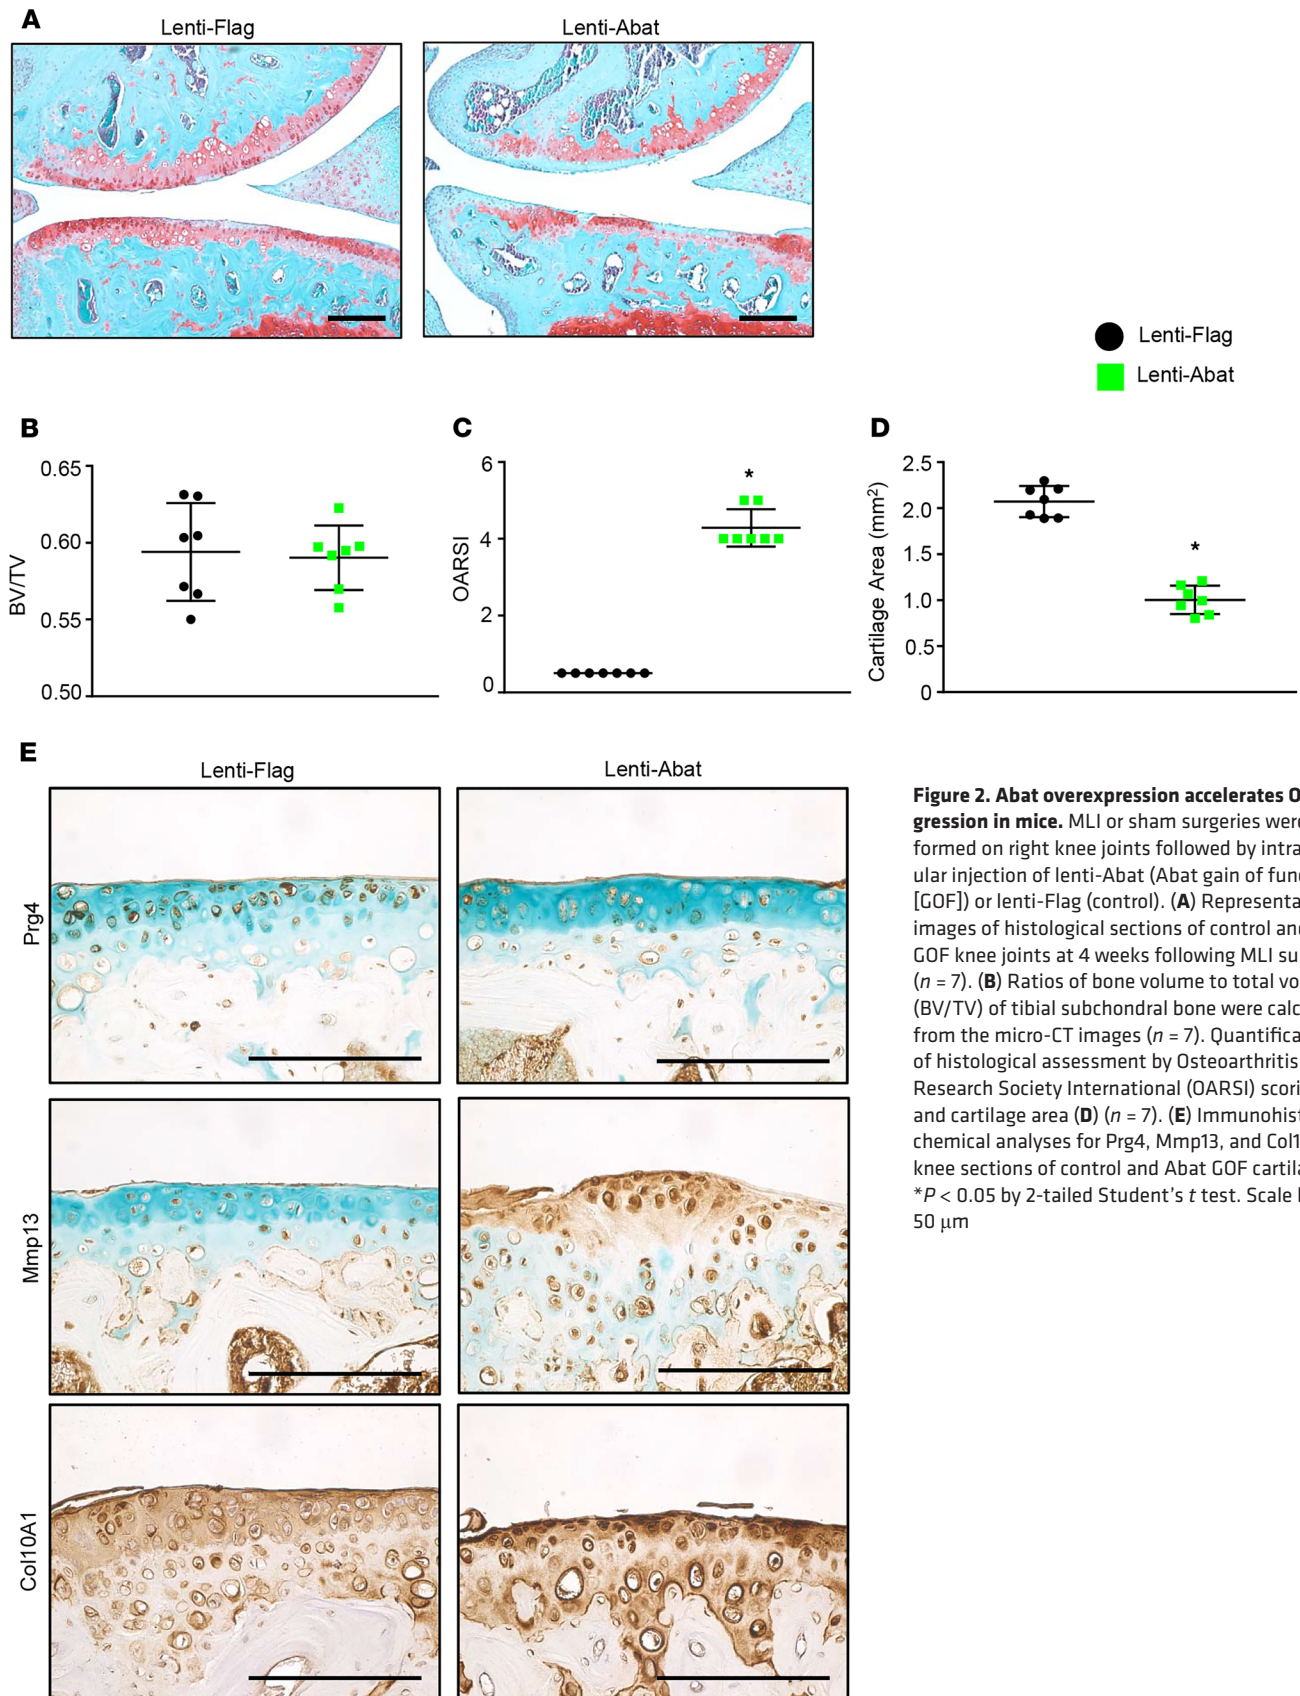 A
Lenti-Flag
Lenti-Abat
Lenti-Flag
Lenti-Abat
B
0.65
0.60
0.55
0.50
BV/TV
C
6
4
2
0
OARSI
*
D
2.5
2.0
1.5
1.0
0.5
0
Cartilage Area (mm²)
*
E
Lenti-Flag
Lenti-Abat
Prg4
Mmp13
Col10A1
Figure 2. Abat overexpression accelerates O
gression in mice. MLI or sham surgeries were
formed on right knee joints followed by intra
ular injection of lenti-Abat (Abat gain of func
[GOF]) or lenti-Flag (control). (A) Representa
images of histological sections of control and
GOF knee joints at 4 weeks following MLI su
(n = 7). (B) Ratios of bone volume to total vo
(BV/TV) of tibial subchondral bone were calc
from the micro-CT images (n = 7). Quantifica
of histological assessment by Osteoarthritis
Research Society International (OARSI) scori
and cartilage area (D) (n = 7). (E) Immunohis
chemical analyses for Prg4, Mmp13, and Col1
knee sections of control and Abat GOF cartila
*P < 0.05 by 2-tailed Student's t test. Scale
50 μm